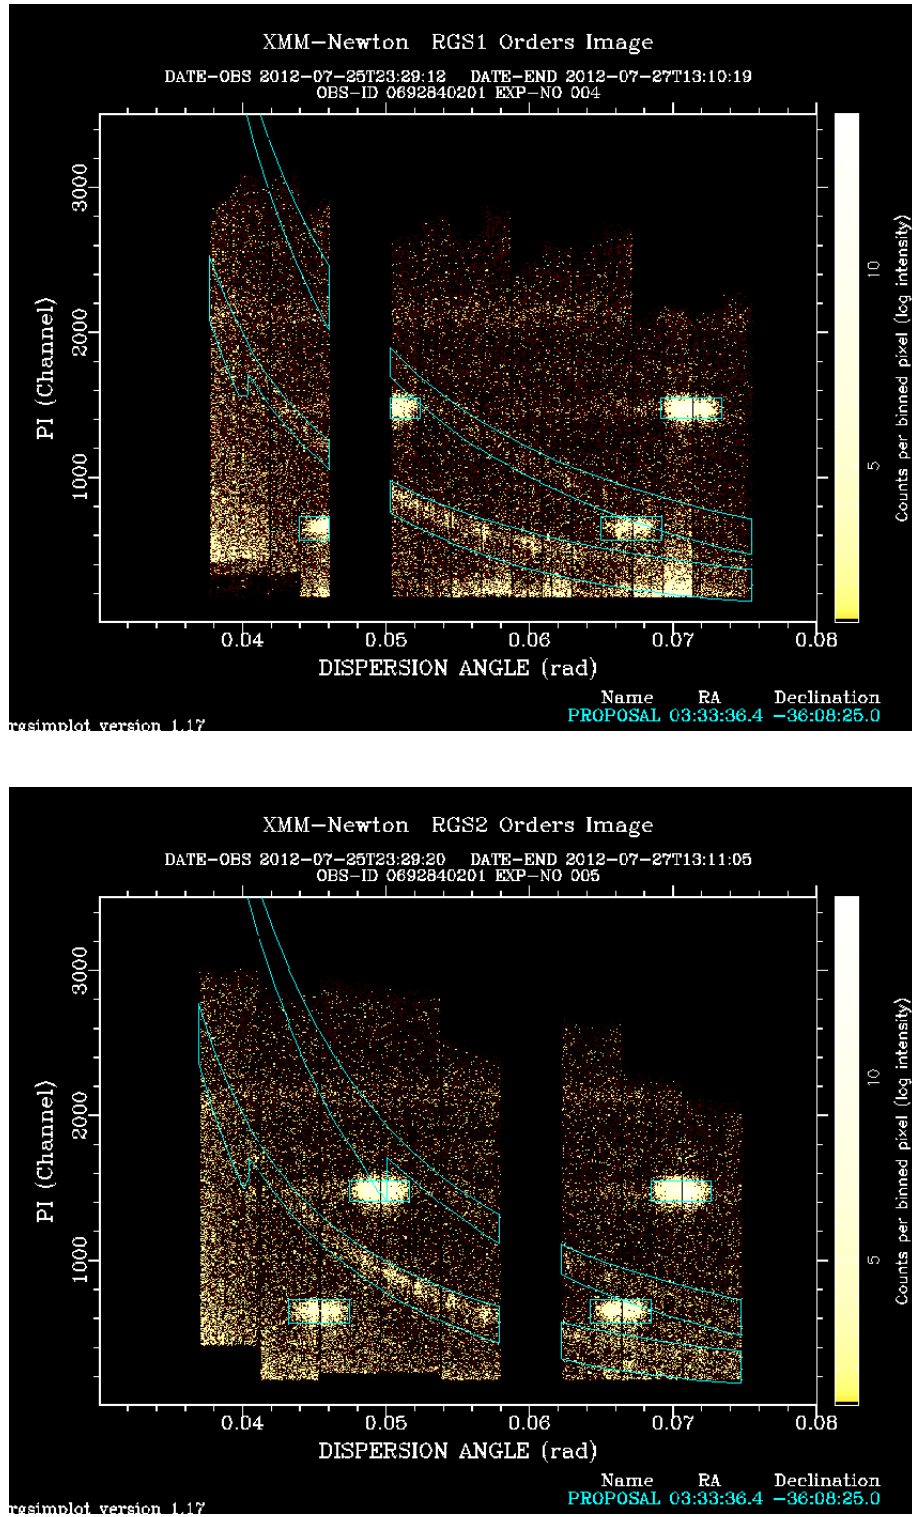 XMM-Newton RGS1 Orders Image
DATE-OBS 2012-07-25T23:29:12 DATE-END 2012-07-27T13:10:19
OBS-ID 0692840201 EXP-NO 004
3000
2000
1000
PI (Channel)
10
5
Counts per binned pixel (log intensity)
0.04 0.05 0.06 0.07 0.08
DISPERSION ANGLE (rad)
Name RA Declination
PROPOSAL 03:33:36.4 -36:08:25.0
rgsimplot version 1.17
XMM-Newton RGS2 Orders Image
DATE-OBS 2012-07-25T23:29:20 DATE-END 2012-07-27T13:11:05
OBS-ID 0692840201 EXP-NO 005
3000
2000
1000
PI (Channel)
10
5
Counts per binned pixel (log intensity)
0.04 0.05 0.06 0.07 0.08
DISPERSION ANGLE (rad)
Name RA Declination
PROPOSAL 03:33:36.4 -36:08:25.0
rgsimplot version 1.17